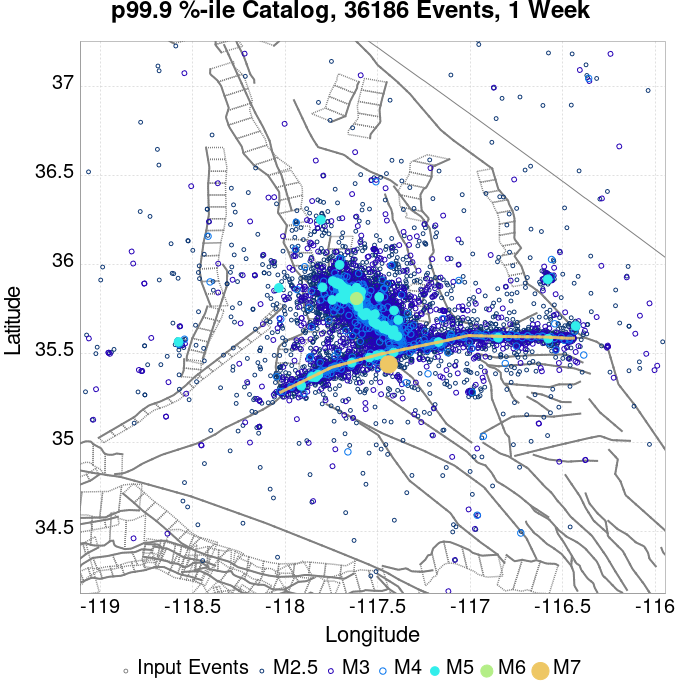 p99.9 %-ile Catalog, 36186 Events, 1 Week
37
36.5
36
35.5
35
34.5
Latitude
-119
-118.5
-118
-117.5
-117
-116.5
-116
Longitude
Input Events
M2.5
M3
M4
M5
M6
M7